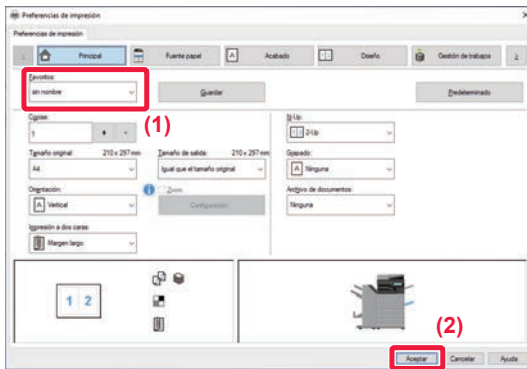 Preferencias de impresión
Preferencias de impresión
Principal
Fuente papel
Acabado
Diseño
Gestión de trabajos
Favoritos:
sin nombre
Guardar
Predeterminado
(1)
Copias:
1
N-Up:
2-Up
Tamaño original: 210 x 297 mm
Tamaño de salida: 210 x 297 mm
Grapado:
A4
Igual que el tamaño original
Ninguna
Orientación:
Zoom
Archivo de documentos:
Vertical
Configuración...
Ninguna
Impresión a dos caras:
Margen largo
1 2
(2)
Aceptar
Cancelar
Ayuda